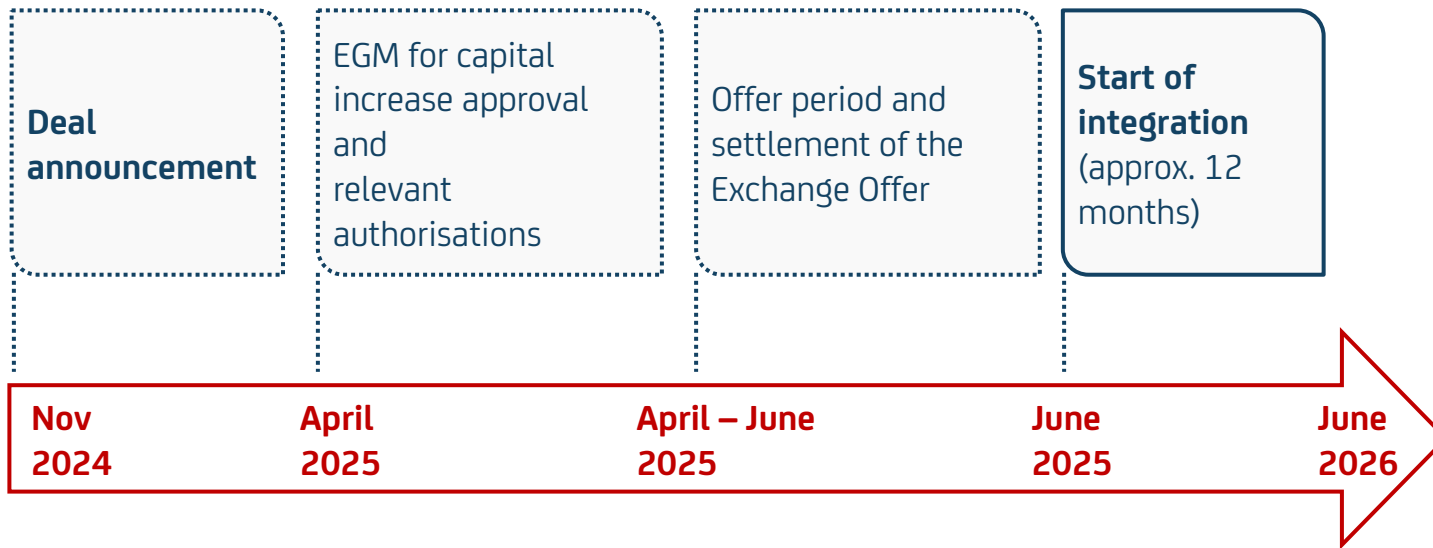 Deal
announcement
EGM for capital
increase approval
and
relevant
authorisations
Offer period and
settlement of the
Exchange Offer
Start of
integration
(approx. 12
months)
Nov
2024
April
2025
April – June
2025
June
2025
June
2026